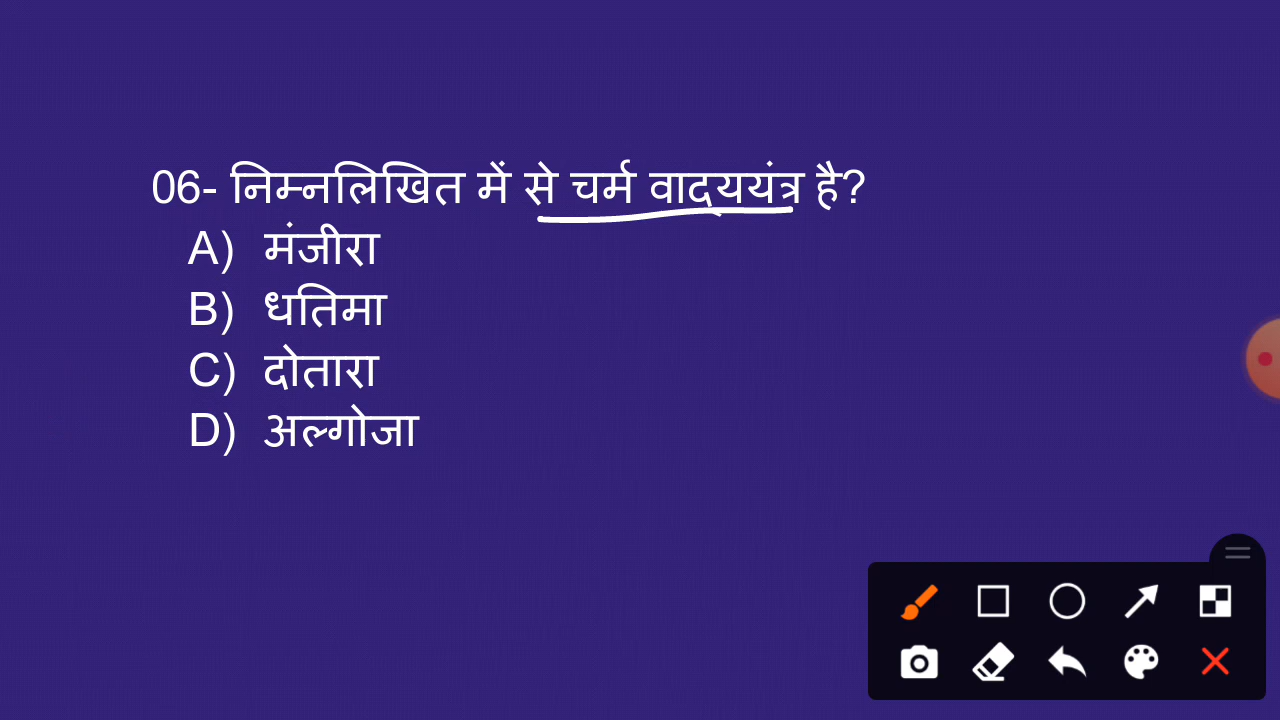 06- निम्नलिखित में से चर्म वाद्ययंत्र है?
A) मंजीरा
B) धतिमा
C) दोतारा
D) अल्गोजा